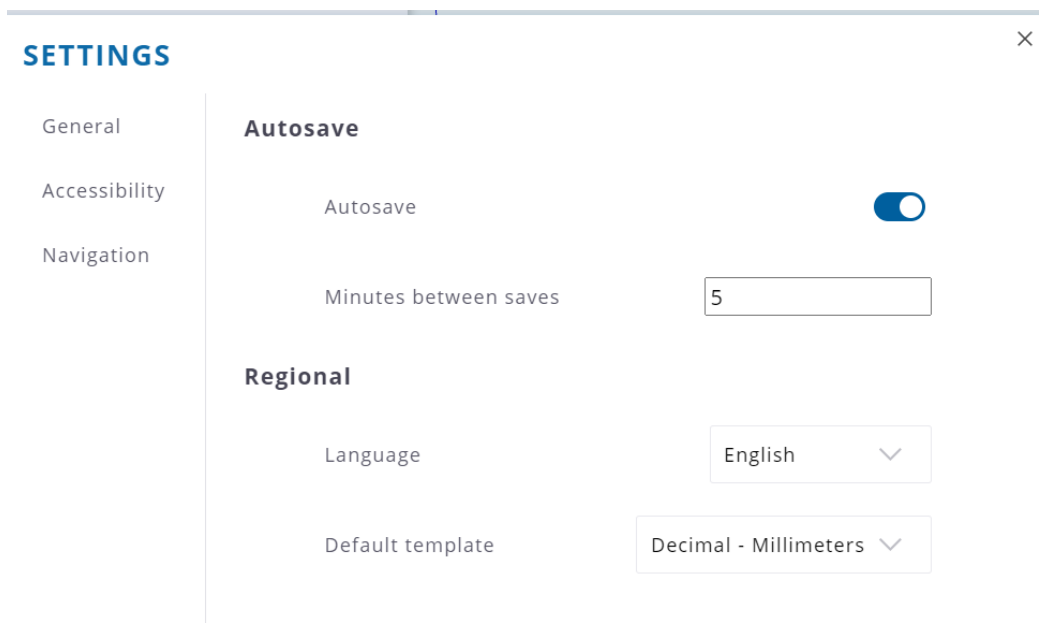 SETTINGS
General
Accessibility
Navigation
Autosave
Autosave
Minutes between saves
5
Regional
Language
English
Default template
Decimal - Millimeters